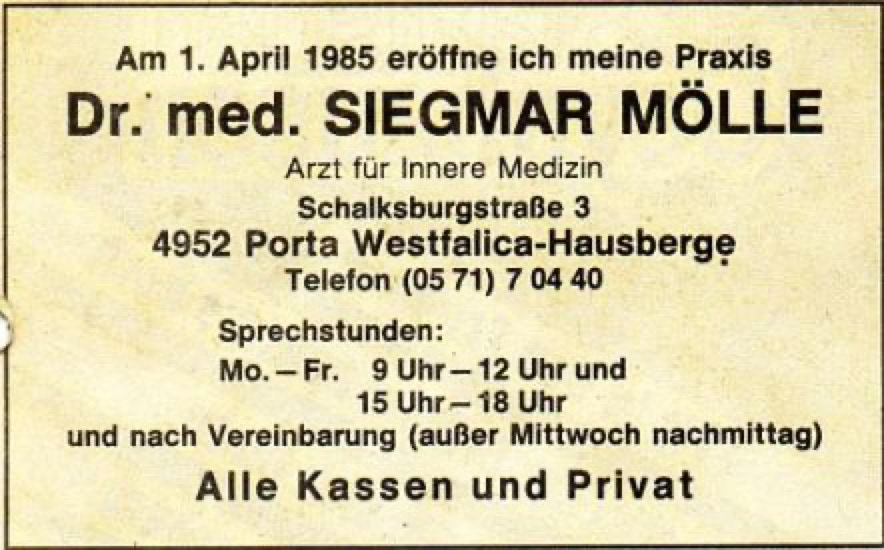 Am 1. April 1985 eröffne ich meine Praxis
Dr. med. SIEGMAR MÖLLE
Arzt für Innere Medizin
Schalksburgstraße 3
4952 Porta Westfalica-Hausberge
Telefon (05 71) 7 04 40
Sprechstunden:
Mo. – Fr. 9 Uhr – 12 Uhr und
15 Uhr – 18 Uhr
und nach Vereinbarung (außer Mittwoch nachmittag)
Alle Kassen und Privat